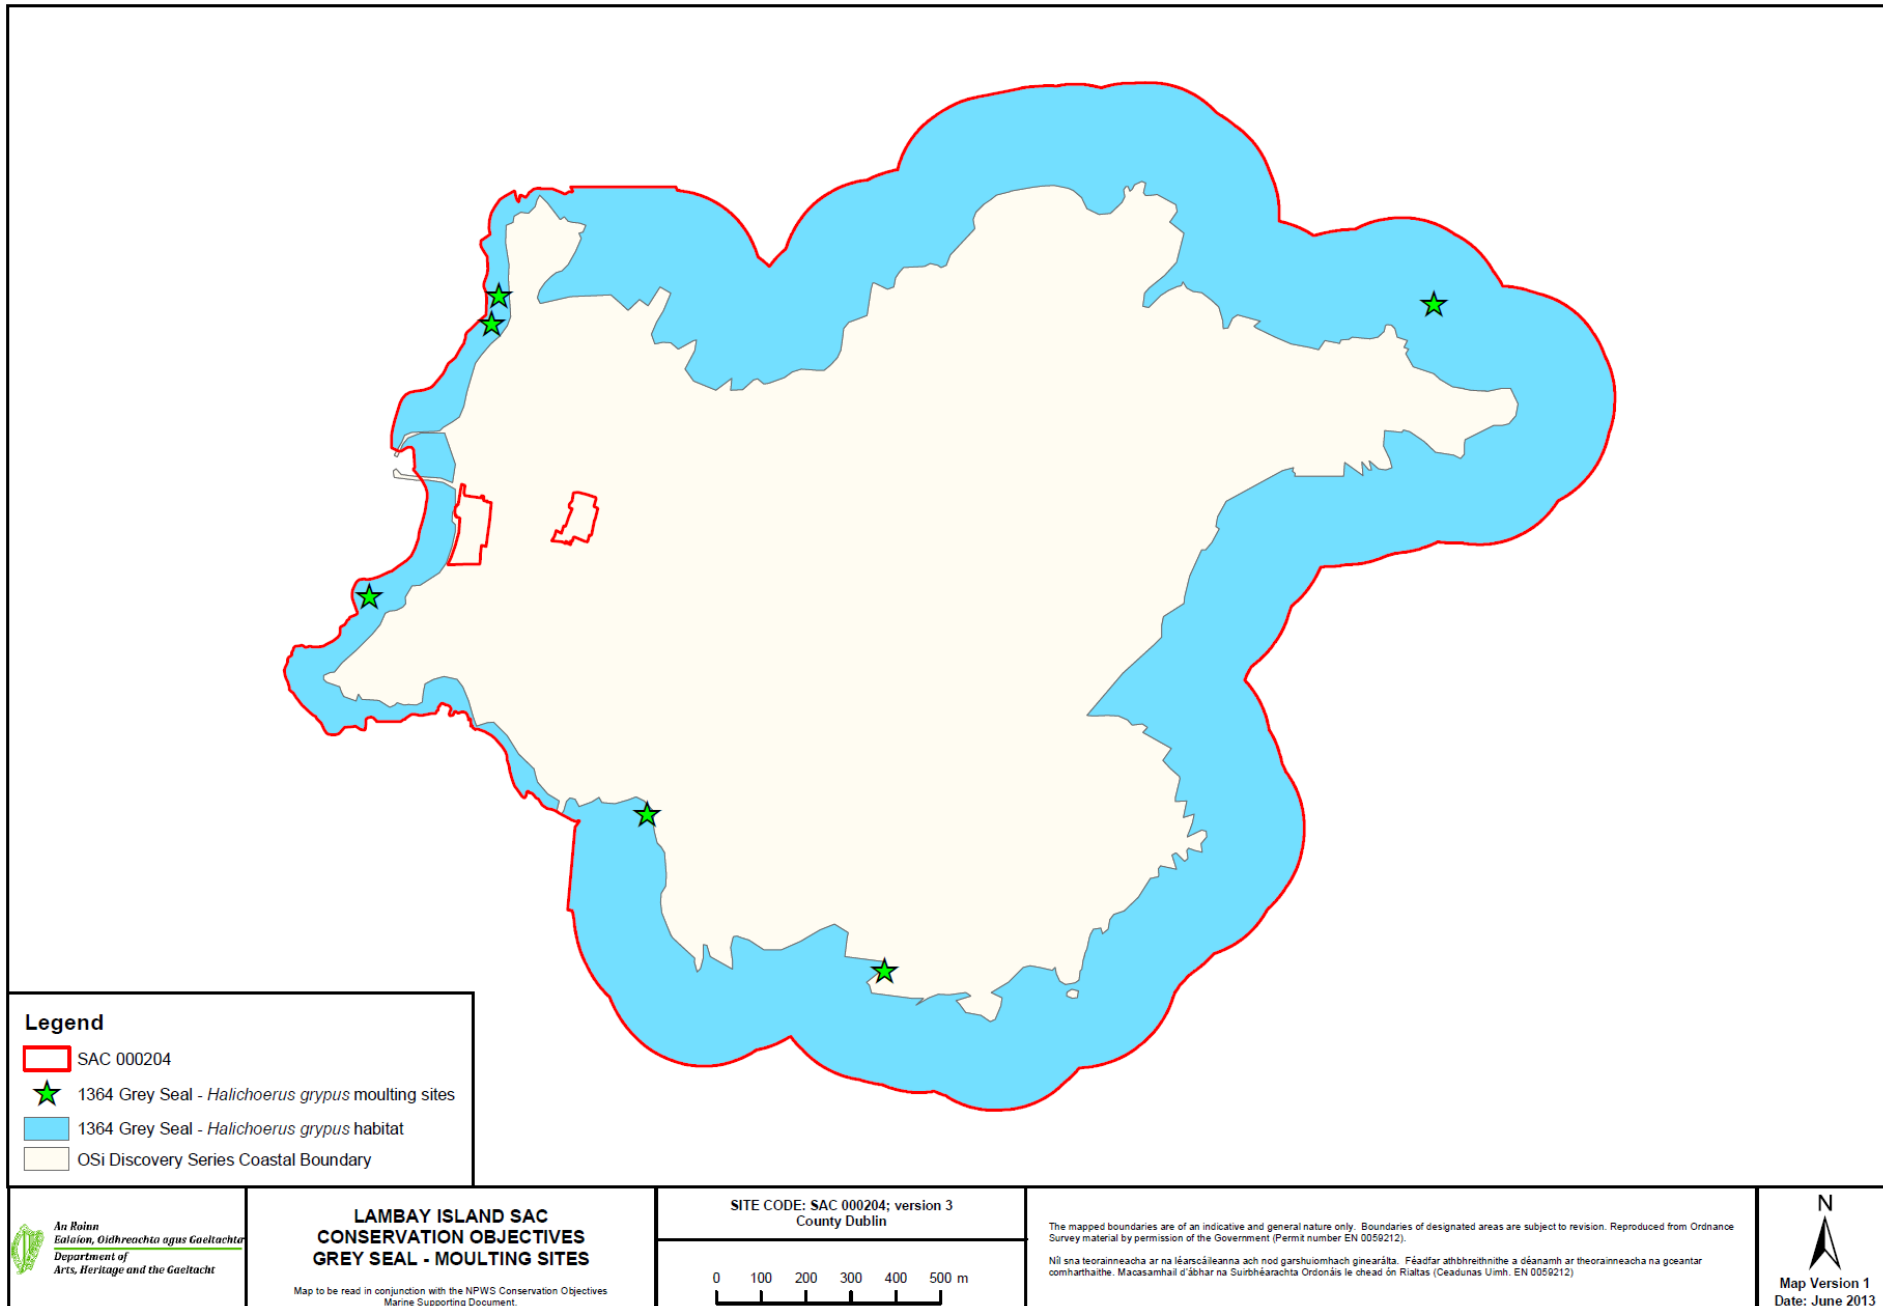 Legend
SAC 000204
1364 Grey Seal - Halichoerus grypus moulting sites
1364 Grey Seal - Halichoerus grypus habitat
OSi Discovery Series Coastal Boundary
An Roinn
Ealaíon, Oidhreachta agus Gaeltachta
Department of
Arts, Heritage and the Gaeltacht
LAMBAY ISLAND SAC
CONSERVATION OBJECTIVES
GREY SEAL - MOULTING SITES
Map to be read in conjunction with the NPWS Conservation Objectives
Marine Supporting Document.
SITE CODE: SAC 000204; version 3
County Dublin
0 100 200 300 400 500 m
The mapped boundaries are of an indicative and general nature only. Boundaries of designated areas are subject to revision. Reproduced from Ordnance
Survey material by permission of the Government (Permit number EN 0059212).
Níl sna teorainneacha ar na léarscáileanna ach nod garshuiomhach ginearálta. Féadfar athbhreithnithe a déanamh ar theorainneacha na gceantar
comharthaithe. Macasamhail d'ábhar na Suirbhéarachta Ordonáis le chead ón Rialtas (Ceadunas Uimh. EN 0059212)
N
Map Version 1
Date: June 2013